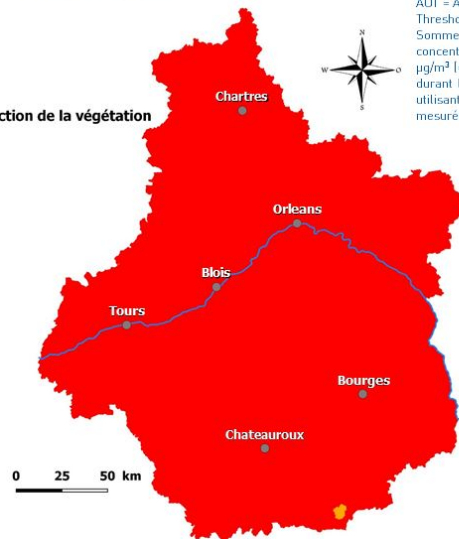 AOT = A
Thresho
Somme
concent
µg/m³ (
durant l
utilisant
mesuré
N
W
O
S
ction de la végétation
Chartres
Orleans
Blois
Tours
Bourges
Chateauroux
0 25 50 km